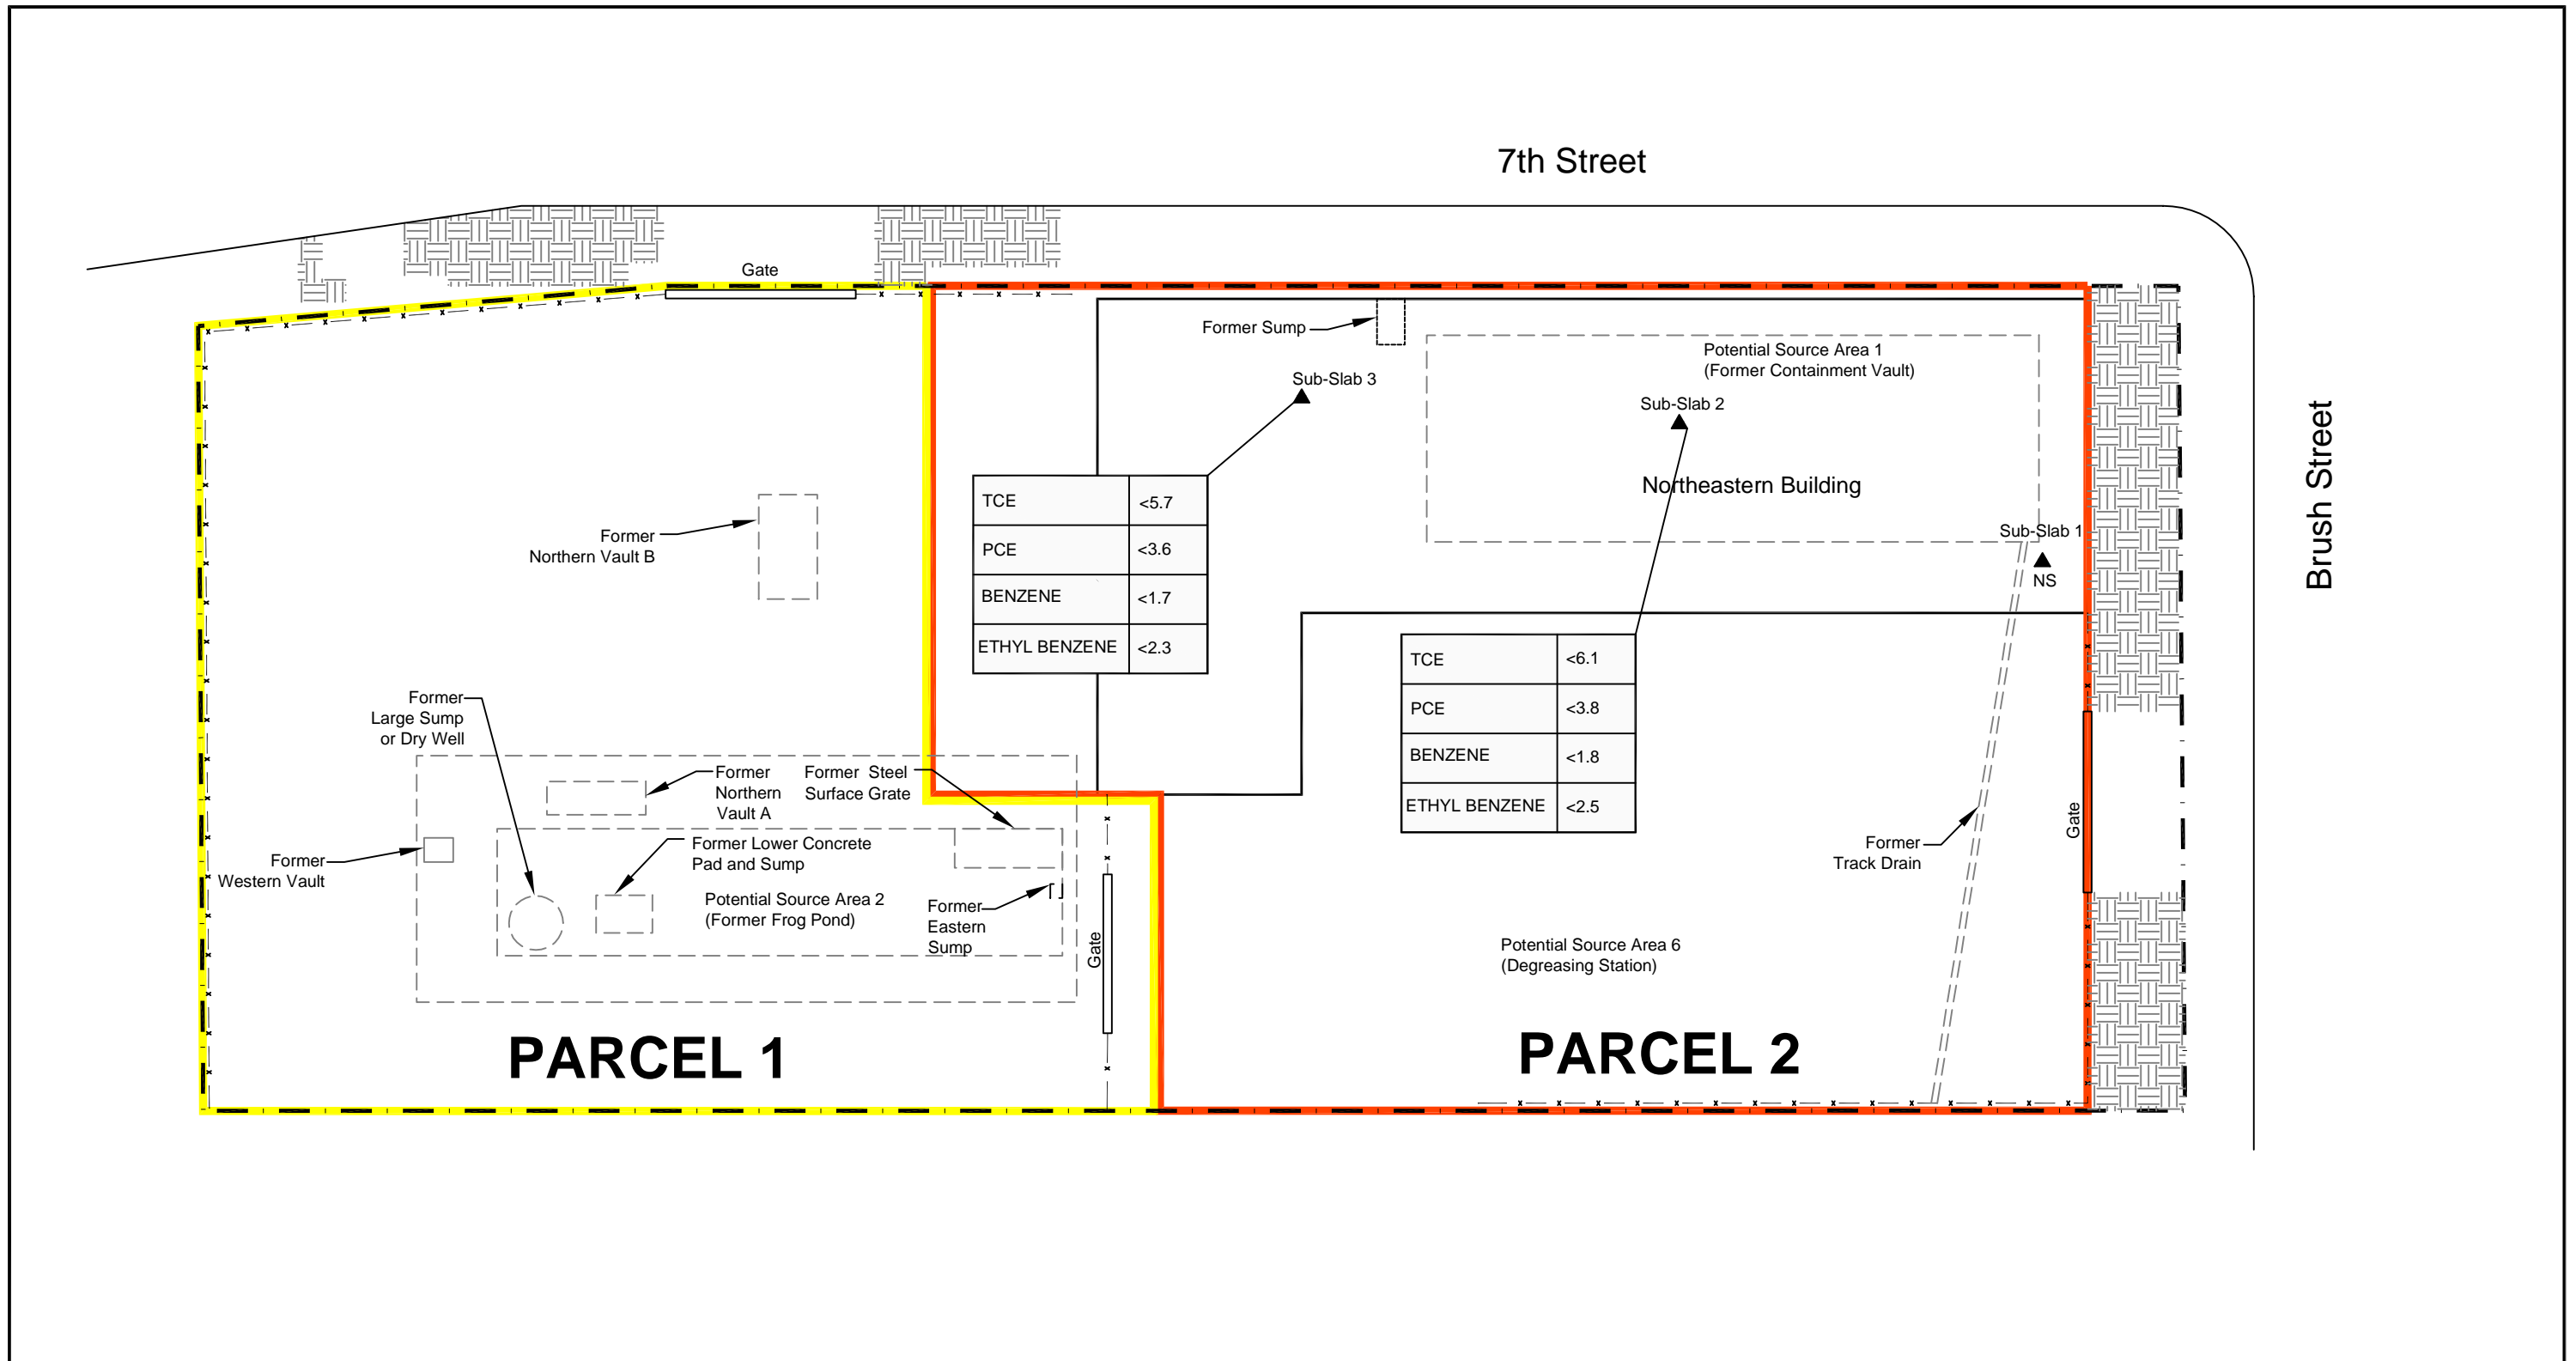 7th Street
Brush Street
Gate
Former Sump
Potential Source Area 1
(Former Containment Vault)
Sub-Slab 3
Sub-Slab 2
Northeastern Building
Sub-Slab 1
NS
TCE <5.7
PCE <3.6
BENZENE <1.7
ETHYL BENZENE <2.3
Former
Northern Vault B
TCE <6.1
PCE <3.8
BENZENE <1.8
ETHYL BENZENE <2.5
Former
Large Sump
or Dry Well
Former
Northern
Vault A
Former Steel
Surface Grate
Former
Western Vault
Former Lower Concrete
Pad and Sump
Potential Source Area 2
(Former Frog Pond)
Former
Eastern
Sump
Gate
Former
Track Drain
Gate
Potential Source Area 6
(Degreasing Station)
PARCEL 1
PARCEL 2